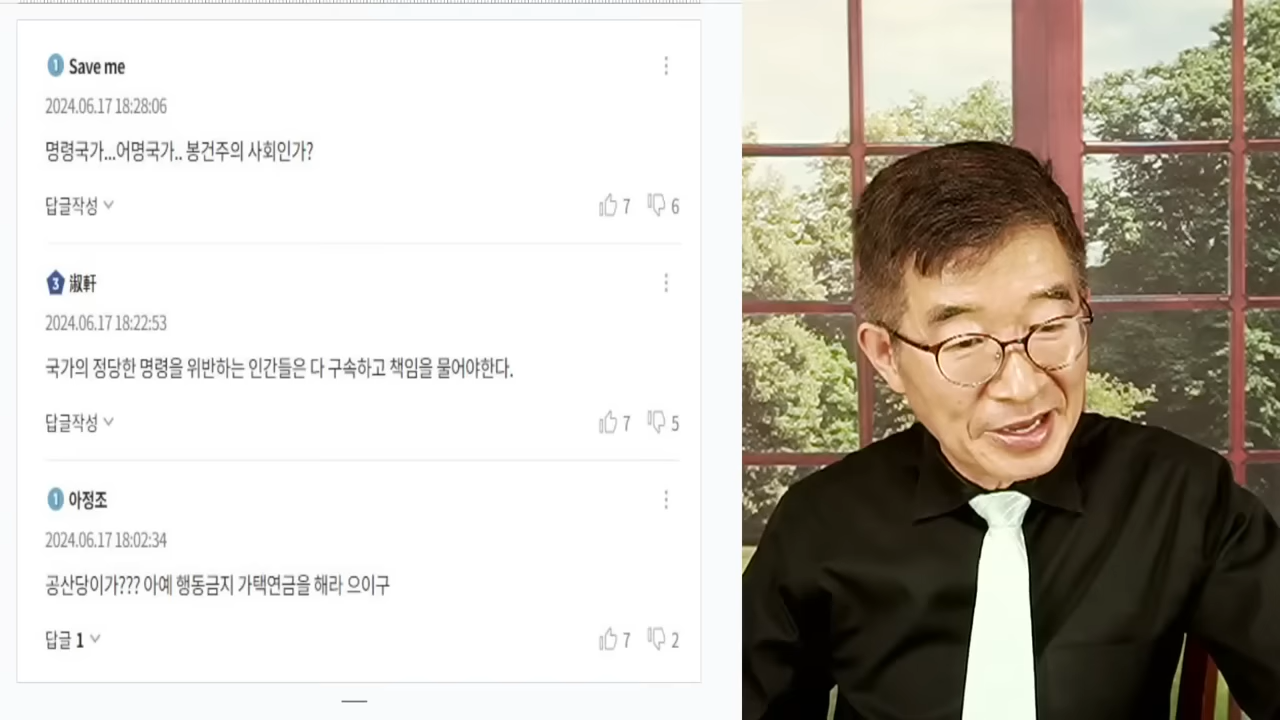 1 Save me
2024.06.17 18:28:06
명령국가...어명국가.. 봉건주의 사회인가?
답글작성
7 6
3 淑軒
2024.06.17 18:22:53
국가의 정당한 명령을 위반하는 인간들은 다 구속하고 책임을 물어야한다.
답글작성
7 5
1 아정조
2024.06.17 18:02:34
공산당이가??? 아예 행동금지 가택연금을 해라 으이구
답글 1
7 2